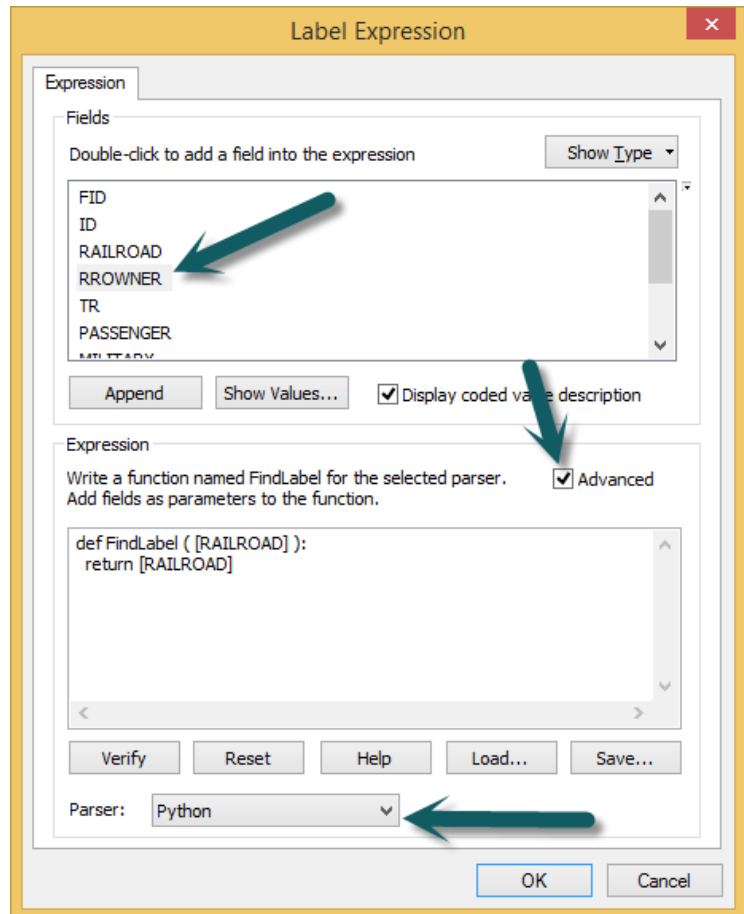 Label Expression
Expression
Fields
Double-click to add a field into the expression
Show Type
FID
ID
RAILROAD
RROWNER
TR
PASSENGER
MILITARY
Append
Show Values...
Display coded value description
Expression
Write a function named FindLabel for the selected parser.
Add fields as parameters to the function.
Advanced
def FindLabel ( [RAILROAD] ):
  return [RAILROAD]
Verify
Reset
Help
Load...
Save...
Parser:
Python
OK
Cancel